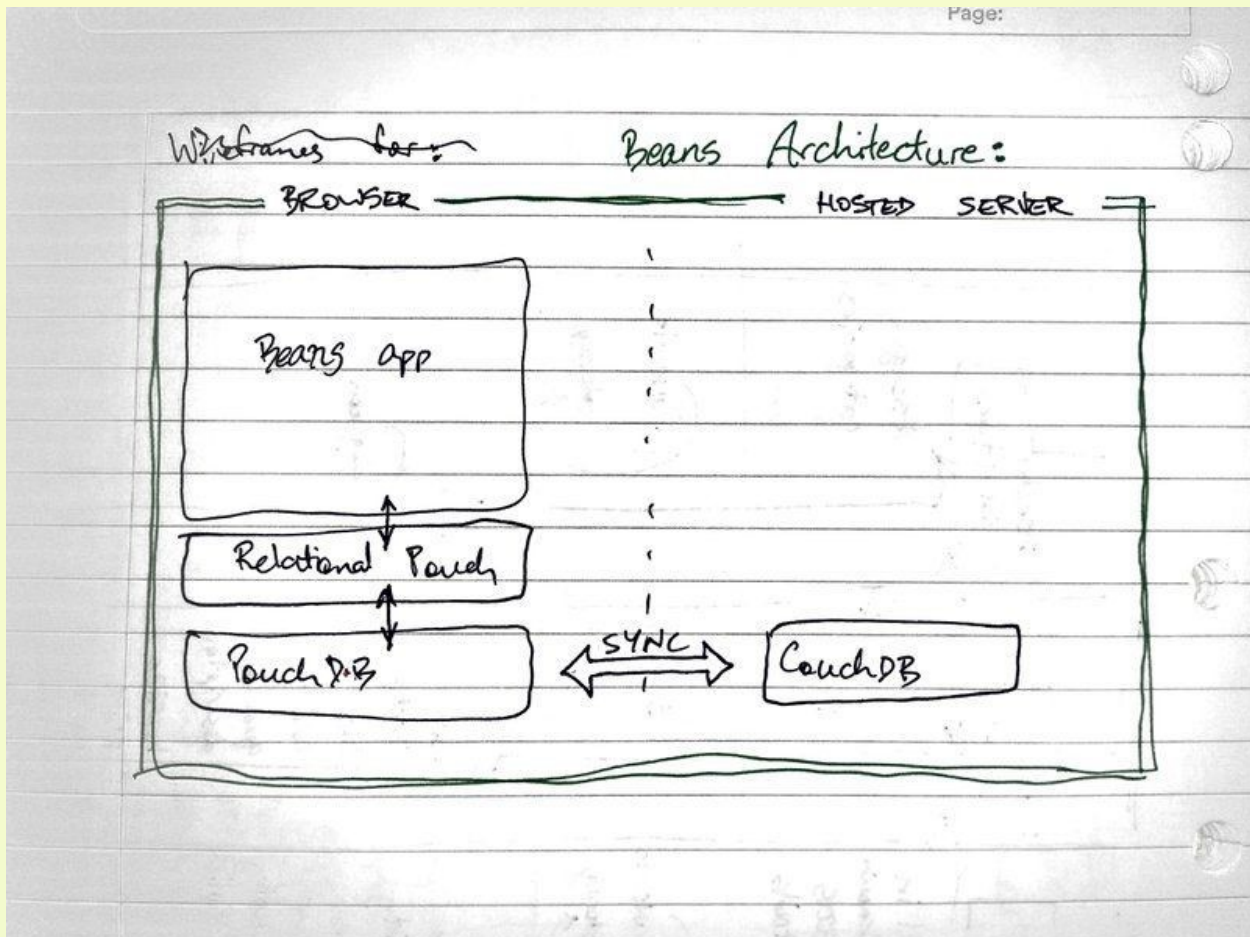 Page:
Wireframes for:
Beans Architecture:
BROWSER
HOSTED SERVER
Beans app
Relational Pouch
PouchDB
SYNC
CouchDB